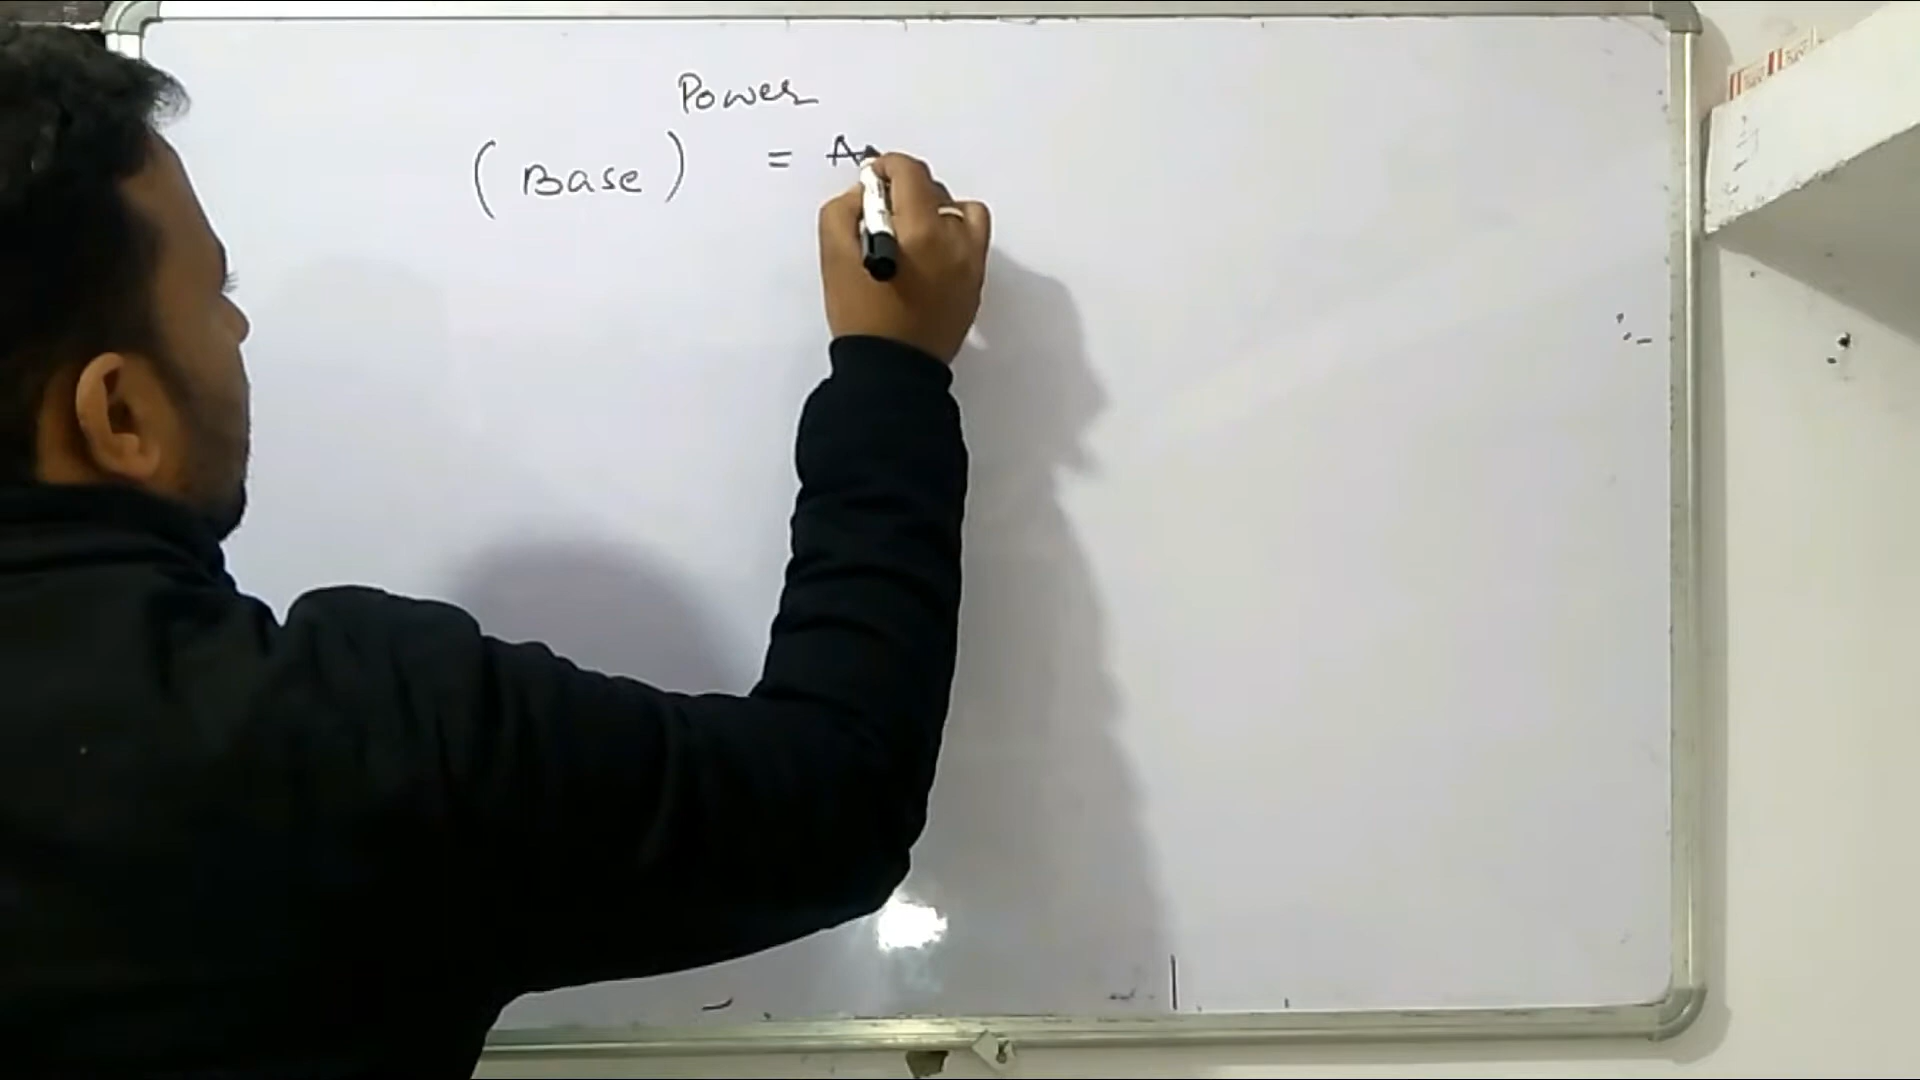 Power
(Base) = A